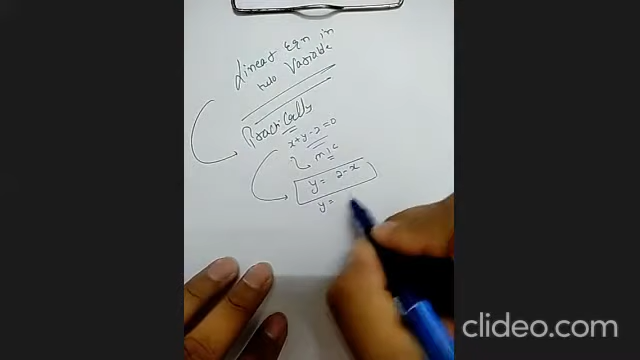 Linear Eqn in
two Variable
Practically
x+y-2=0
m, c
y = 2-x
y =
clideo.com